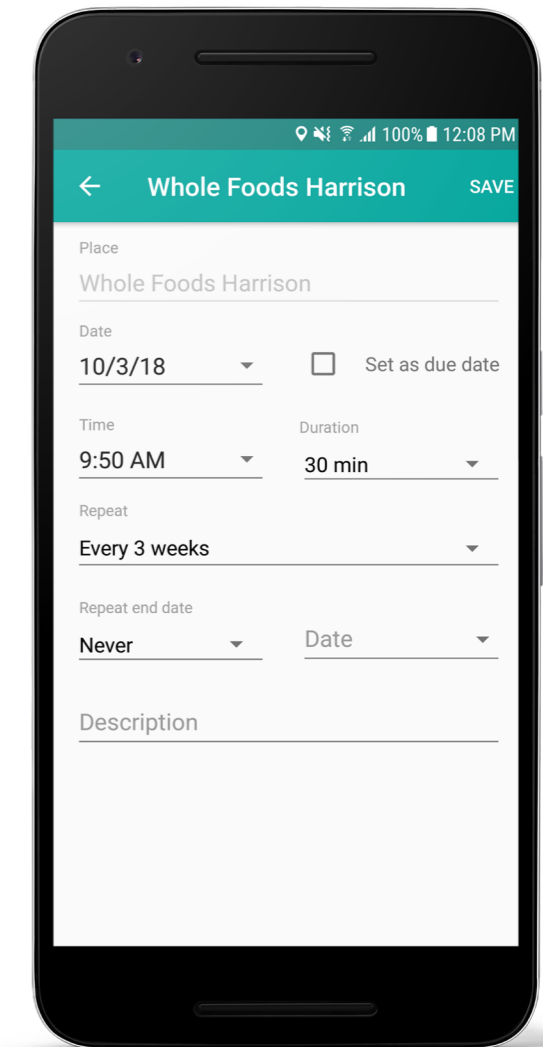 100% 12:08 PM
Whole Foods Harrison SAVE
Place
Whole Foods Harrison
Date
10/3/18 Set as due date
Time Duration
9:50 AM 30 min
Repeat
Every 3 weeks
Repeat end date
Never Date
Description